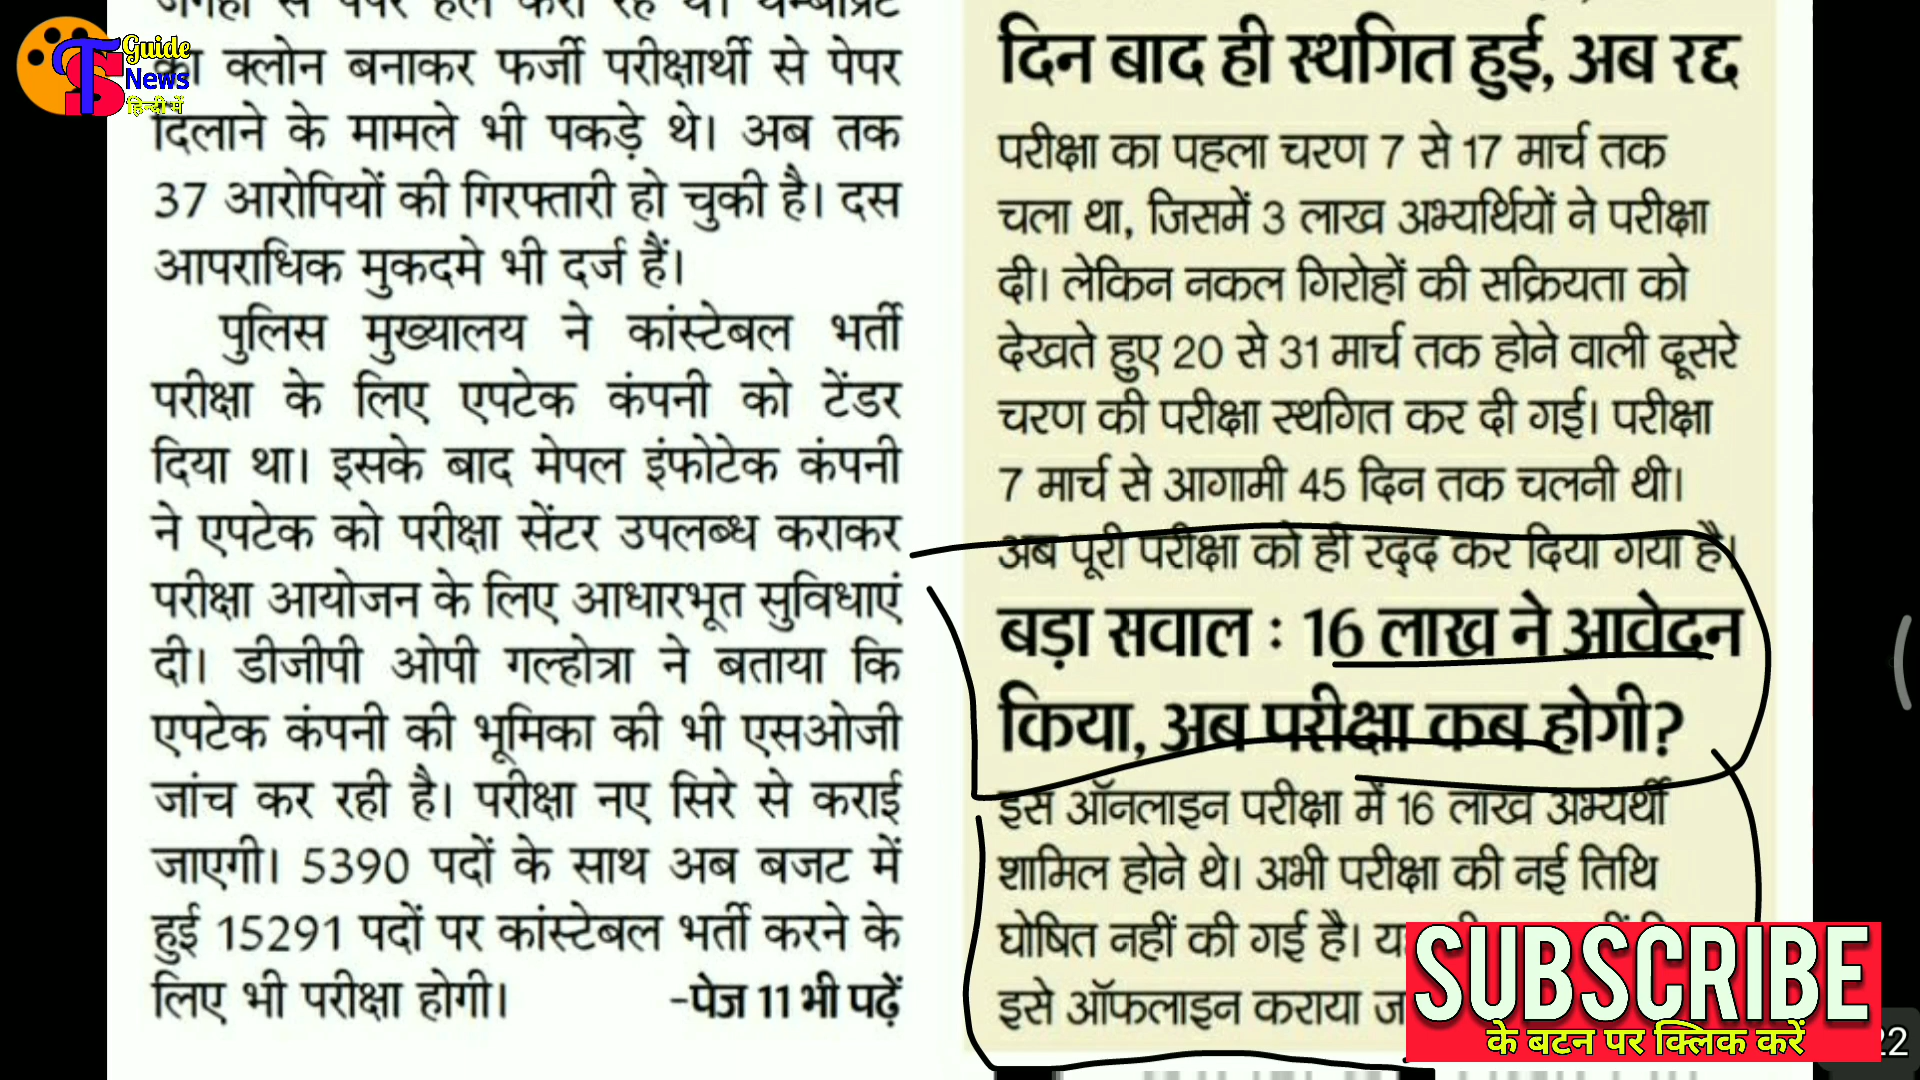 Guide
TS News
हिन्दी में
का क्लोन बनाकर फर्जी परीक्षार्थी से पेपर
दिलाने के मामले भी पकड़े थे। अब तक
37 आरोपियों की गिरफ्तारी हो चुकी है। दस
आपराधिक मुकदमे भी दर्ज हैं।
पुलिस मुख्यालय ने कांस्टेबल भर्ती
परीक्षा के लिए एपटेक कंपनी को टेंडर
दिया था। इसके बाद मेपल इंफोटेक कंपनी
ने एपटेक को परीक्षा सेंटर उपलब्ध कराकर
परीक्षा आयोजन के लिए आधारभूत सुविधाएं
दी। डीजीपी ओपी गल्होत्रा ने बताया कि
एपटेक कंपनी की भूमिका की भी एसओजी
जांच कर रही है। परीक्षा नए सिरे से कराई
जाएगी। 5390 पदों के साथ अब बजट में
हुई 15291 पदों पर कांस्टेबल भर्ती करने के
लिए भी परीक्षा होगी। -पेज 11 भी पढ़ें
दिन बाद ही स्थगित हुई, अब रद्द
परीक्षा का पहला चरण 7 से 17 मार्च तक
चला था, जिसमें 3 लाख अभ्यर्थियों ने परीक्षा
दी। लेकिन नकल गिरोहों की सक्रियता को
देखते हुए 20 से 31 मार्च तक होने वाली दूसरे
चरण की परीक्षा स्थगित कर दी गई। परीक्षा
7 मार्च से आगामी 45 दिन तक चलनी थी।
अब पूरी परीक्षा को ही रद्द कर दिया गया है।
बड़ा सवाल : 16 लाख ने आवेदन
किया, अब परीक्षा कब होगी?
इस ऑनलाइन परीक्षा में 16 लाख अभ्यर्थी
शामिल होने थे। अभी परीक्षा की नई तिथि
घोषित नहीं की गई है।
इसे ऑफलाइन कराया
SUBSCRIBE
के बटन पर क्लिक करें
22